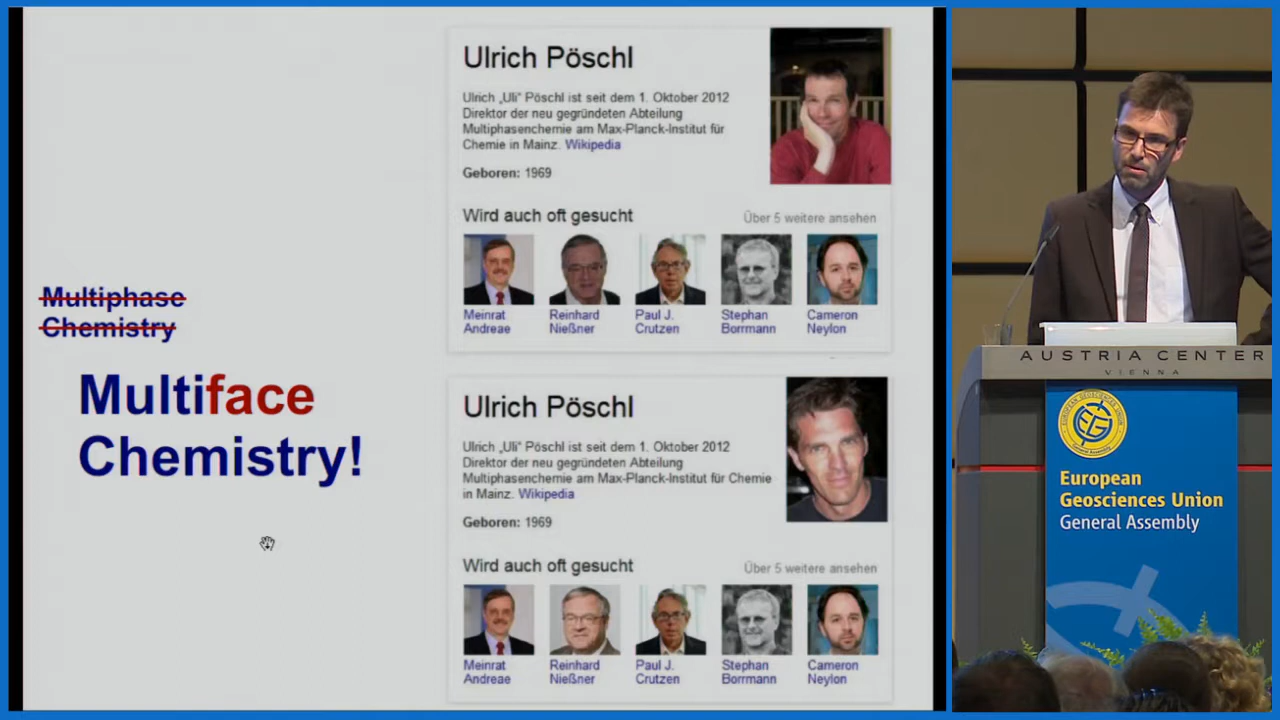 Multiphase
Chemistry
Multiface
Chemistry!
Ulrich Pöschl
Ulrich „Uli“ Pöschl ist seit dem 1. Oktober 2012
Direktor der neu gegründeten Abteilung
Multiphasenchemie am Max-Planck-Institut für
Chemie in Mainz. Wikipedia
Geboren: 1969
Wird auch oft gesucht
Über 5 weitere ansehen
Meinrat
Andreae
Reinhard
Nießner
Paul J.
Crutzen
Stephan
Borrmann
Cameron
Neylon
Ulrich Pöschl
Ulrich „Uli“ Pöschl ist seit dem 1. Oktober 2012
Direktor der neu gegründeten Abteilung
Multiphasenchemie am Max-Planck-Institut für Chemie
in Mainz. Wikipedia
Geboren: 1969
Wird auch oft gesucht
Über 5 weitere ansehen
Meinrat
Andreae
Reinhard
Nießner
Paul J.
Crutzen
Stephan
Borrmann
Cameron
Neylon
AUSTRIA CENTER
VIENNA
European
Geosciences Union
General Assembly